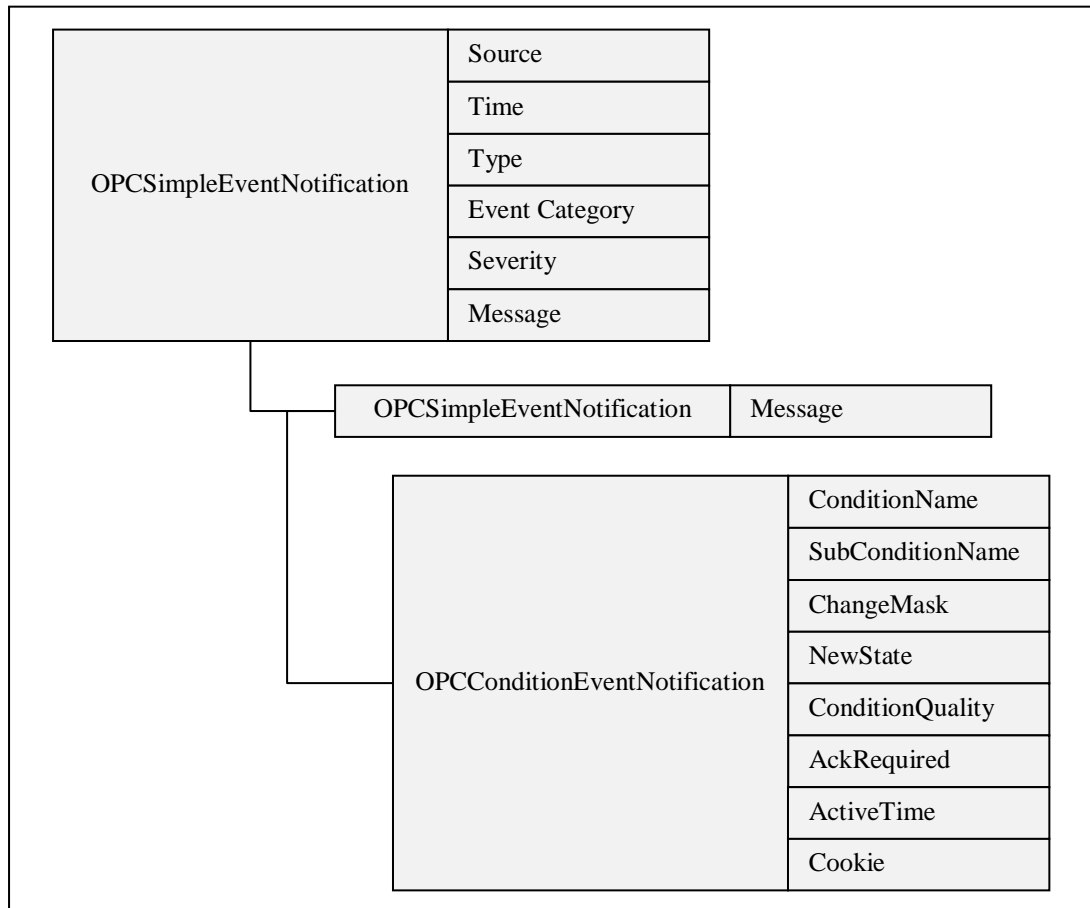 OPCSimpleEventNotification
Source
Time
Type
Event Category
Severity
Message
OPCSimpleEventNotification
Message
OPCConditionEventNotification
ConditionName
SubConditionName
ChangeMask
NewState
ConditionQuality
AckRequired
ActiveTime
Cookie